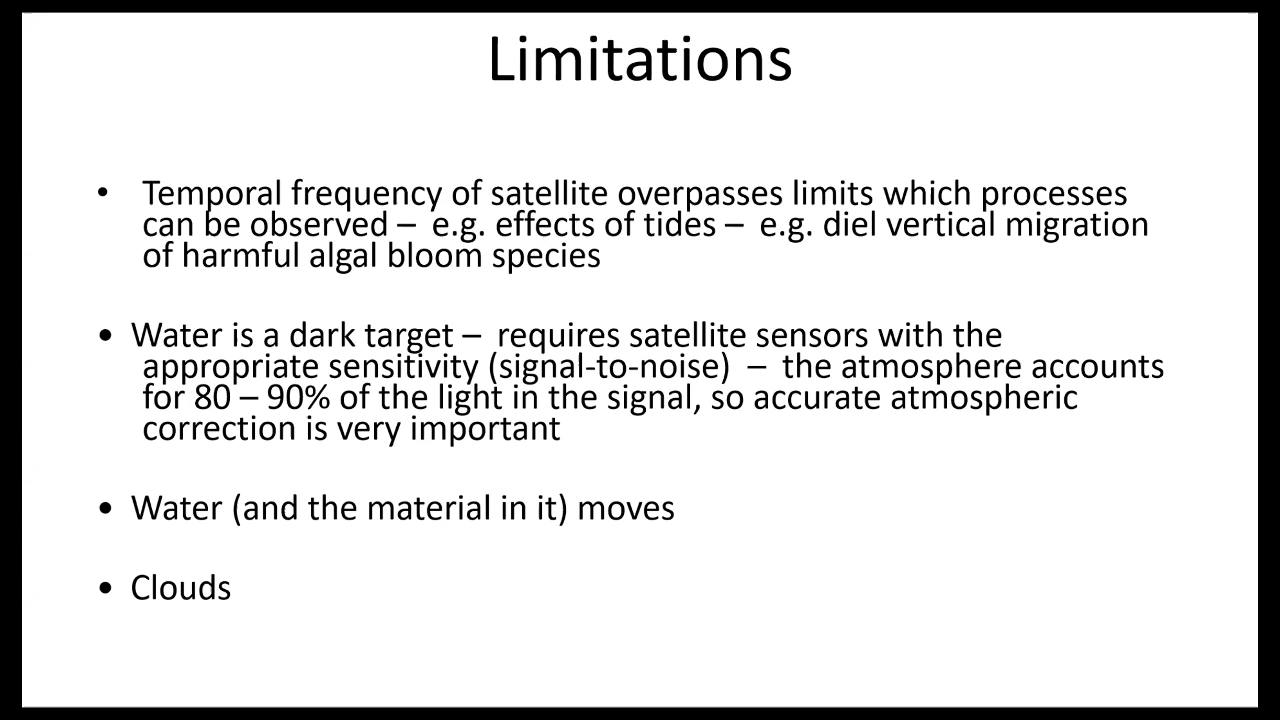 Limitations
• Temporal frequency of satellite overpasses limits which processes
can be observed – e.g. effects of tides – e.g. diel vertical migration
of harmful algal bloom species
• Water is a dark target – requires satellite sensors with the
appropriate sensitivity (signal-to-noise) – the atmosphere accounts
for 80 – 90% of the light in the signal, so accurate atmospheric
correction is very important
• Water (and the material in it) moves
• Clouds